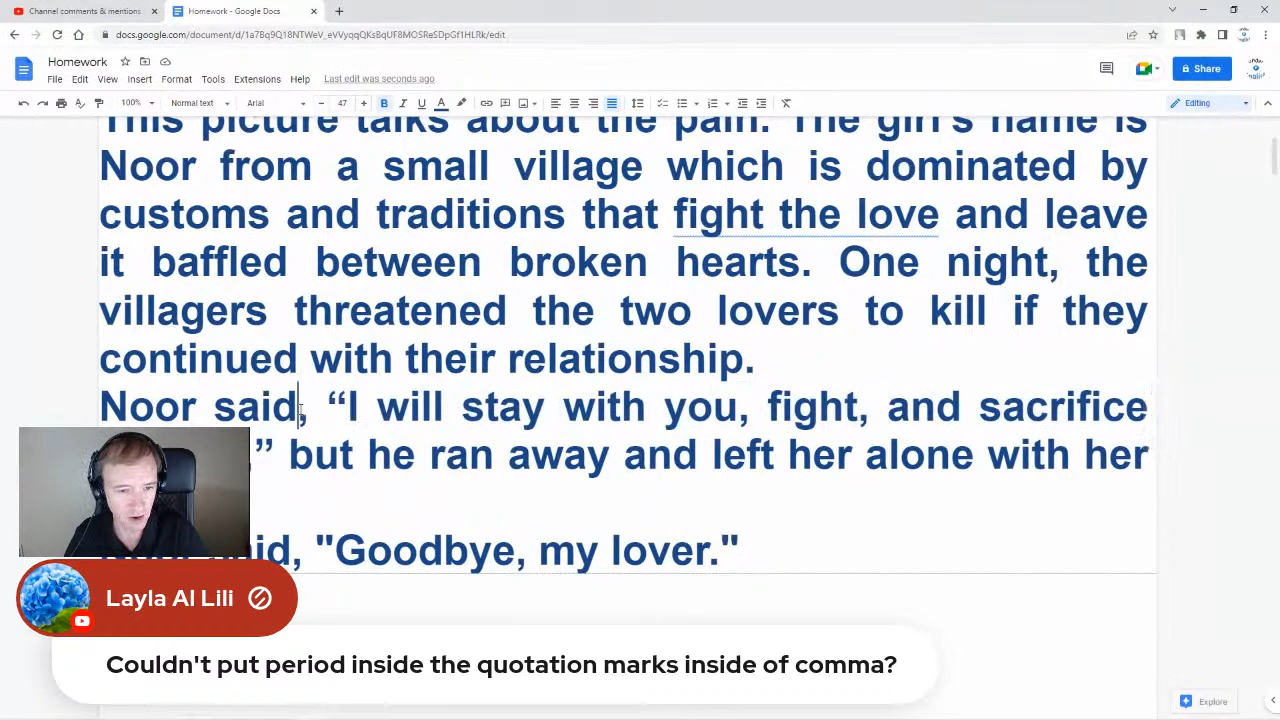 Channel comments & mentions
Homework - Google Docs
docs.google.com/document/d/1a7Bq9Q18NTWeV_eVVyqqQKsBqUF8MOSReSDpGf1HLRk/edit
Homework
File Edit View Insert Format Tools Extensions Help Last edit was seconds ago
Share
100% Normal text Arial 47 B I U A
Editing
This picture talks about the pain. The girl's name is
Noor from a small village which is dominated by
customs and traditions that fight the love and leave
it baffled between broken hearts. One night, the
villagers threatened the two lovers to kill if they
continued with their relationship.
Noor said, “I will stay with you, fight, and sacrifice
” but he ran away and left her alone with her
"Goodbye, my lover."
Layla Al Lili
Couldn't put period inside the quotation marks inside of comma?
Explore